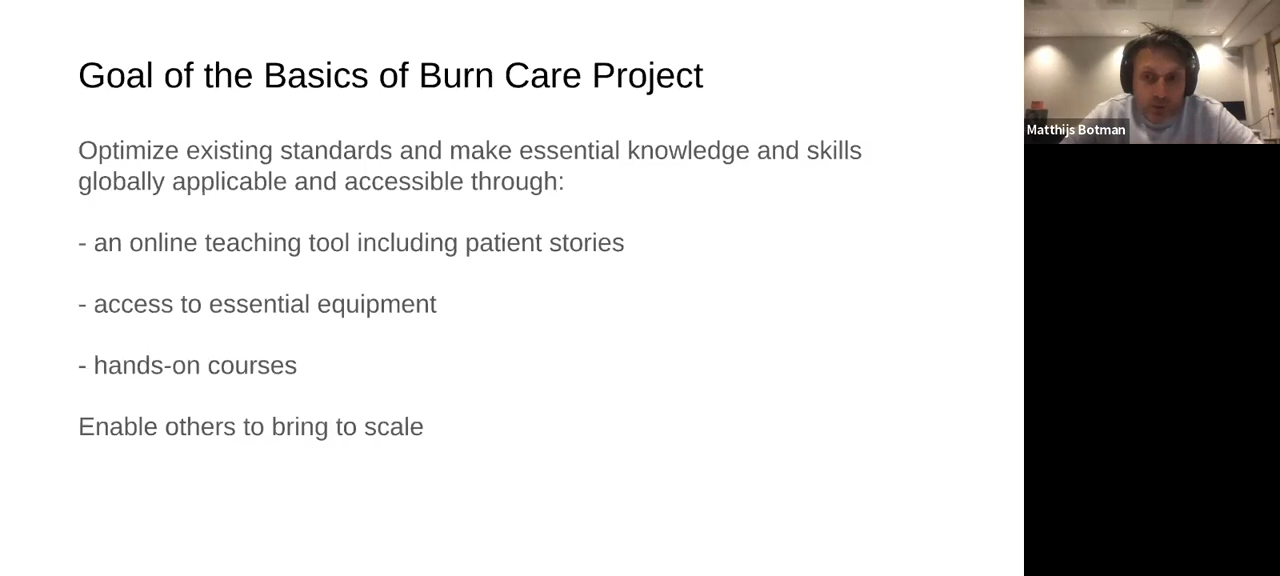 Goal of the Basics of Burn Care Project
Optimize existing standards and make essential knowledge and skills
globally applicable and accessible through:
- an online teaching tool including patient stories
- access to essential equipment
- hands-on courses
Enable others to bring to scale
Matthijs Botman